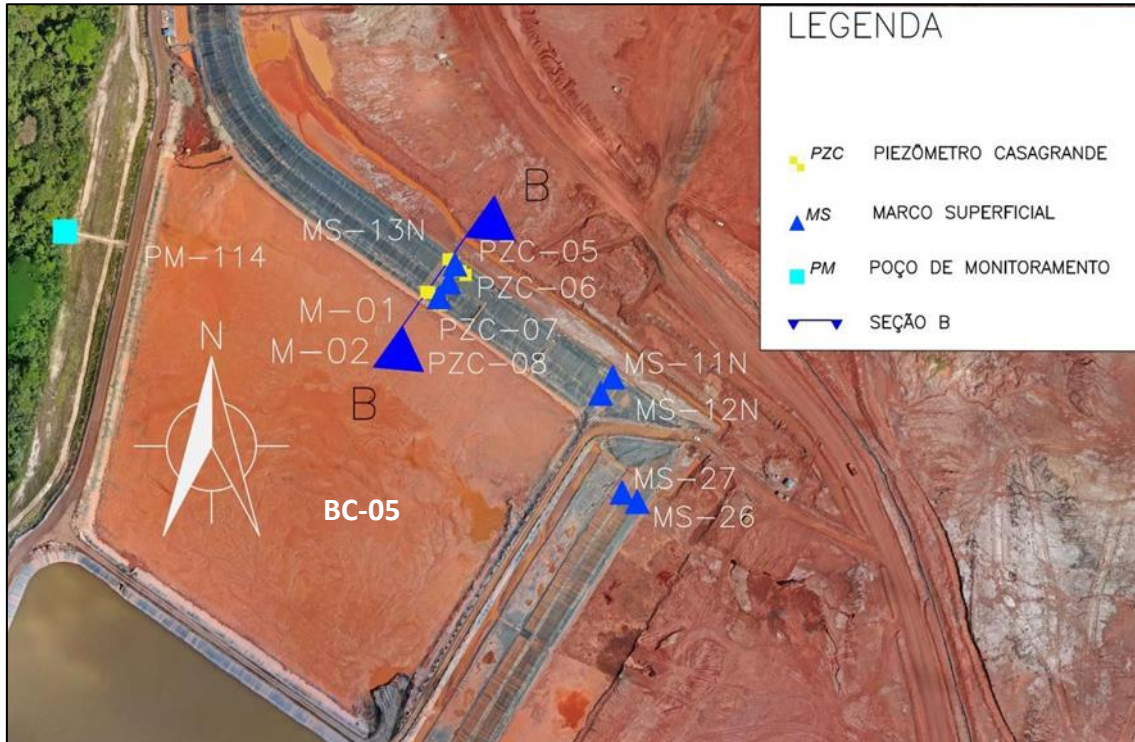 LEGENDA
PZC PIEZÔMETRO CASAGRANDE
MS MARCO SUPERFICIAL
PM POÇO DE MONITORAMENTO
SEÇÃO B
B
MS-13N
PZC-05
PM-114
PZC-06
M-01
PZC-07
M-02
PZC-08
N
B
MS-11N
MS-12N
MS-27
BC-05
MS-26